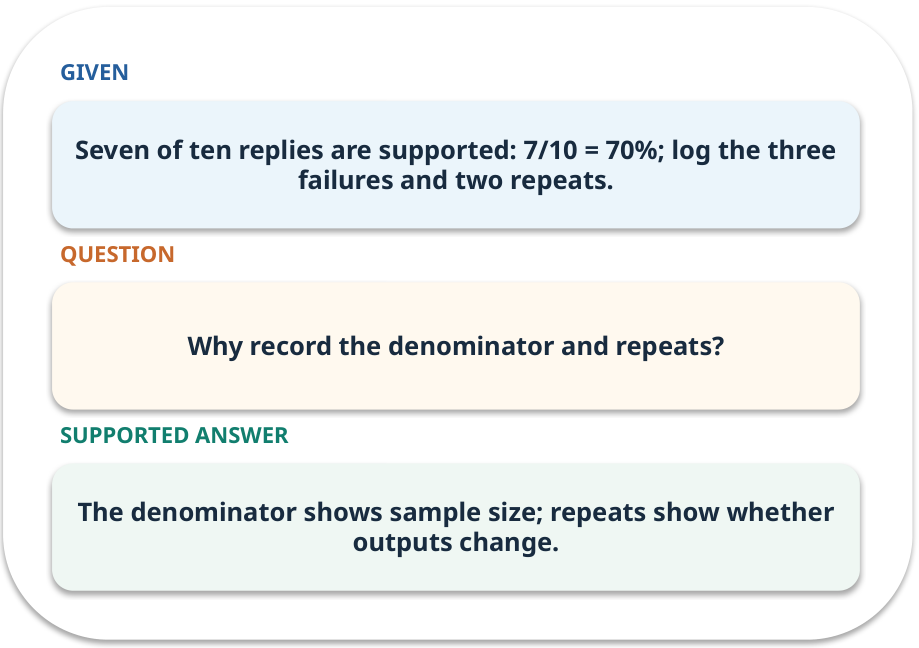 GIVEN
Seven of ten replies are supported: 7/10 = 70%; log the three
failures and two repeats.
QUESTION
Why record the denominator and repeats?
SUPPORTED ANSWER
The denominator shows sample size; repeats show whether
outputs change.